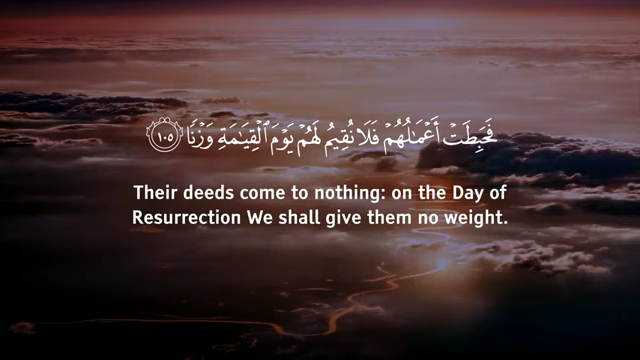 فَحَبِطَتْ أَعْمَـٰلُهُمْ فَلَا نُقِيمُ لَهُمْ يَوْمَ ٱلْقِيَـٰمَةِ وَزْنًا ١٠٥
Their deeds come to nothing: on the Day of
Resurrection We shall give them no weight.